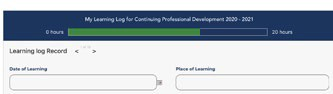 My Learning Log for Continuing Professional Development 2020 - 2021
0 hours 20 hours
Learning log Record < >
Date of Learning Place of Learning